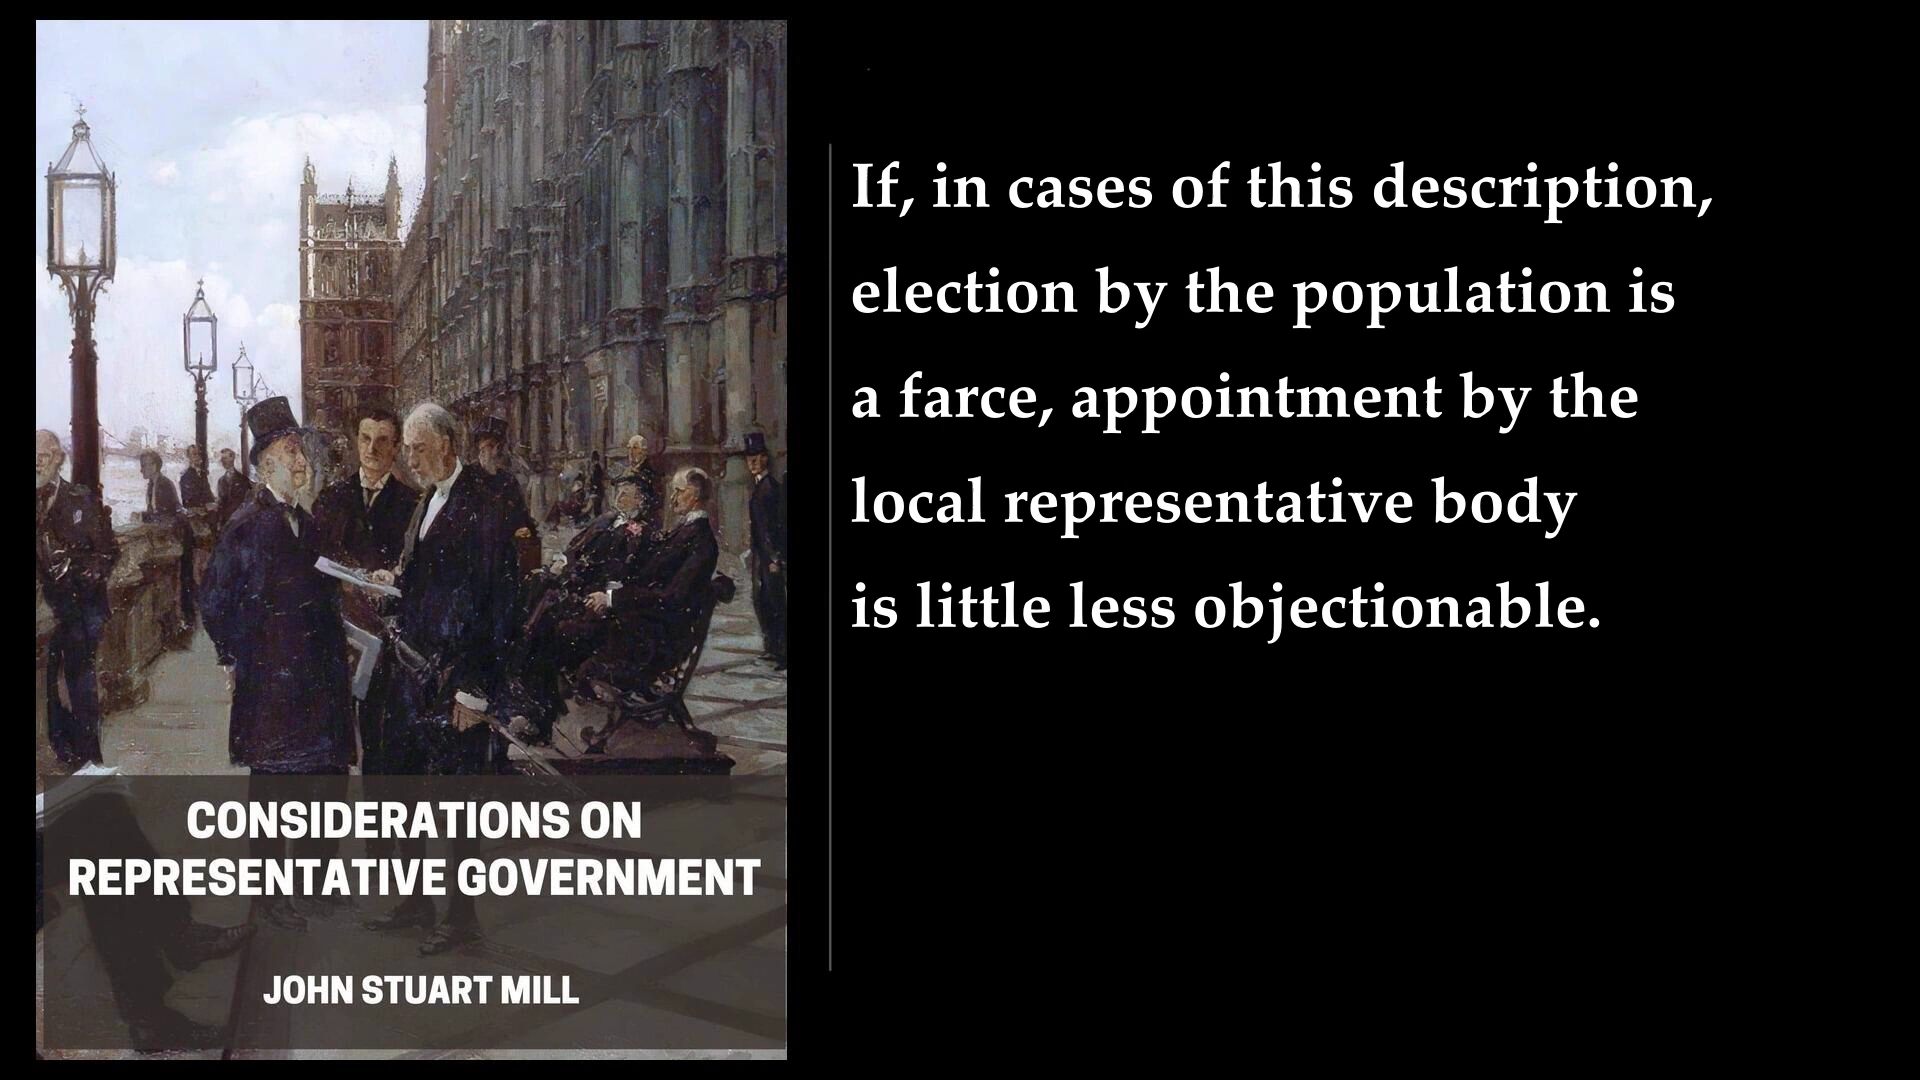 If, in cases of this description,
election by the population is
a farce, appointment by the
local representative body
is little less objectionable.
CONSIDERATIONS ON
REPRESENTATIVE GOVERNMENT
JOHN STUART MILL